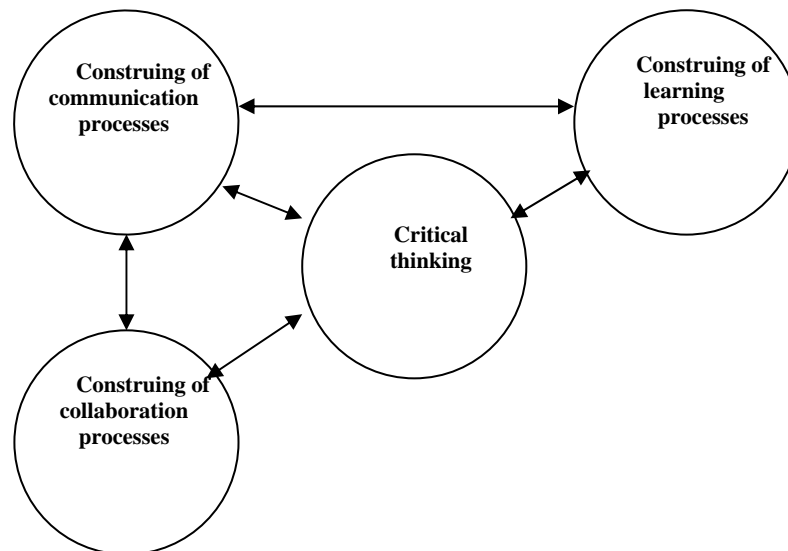 Construing of
communication
processes
Construing of
learning
processes
Critical
thinking
Construing of
collaboration
processes